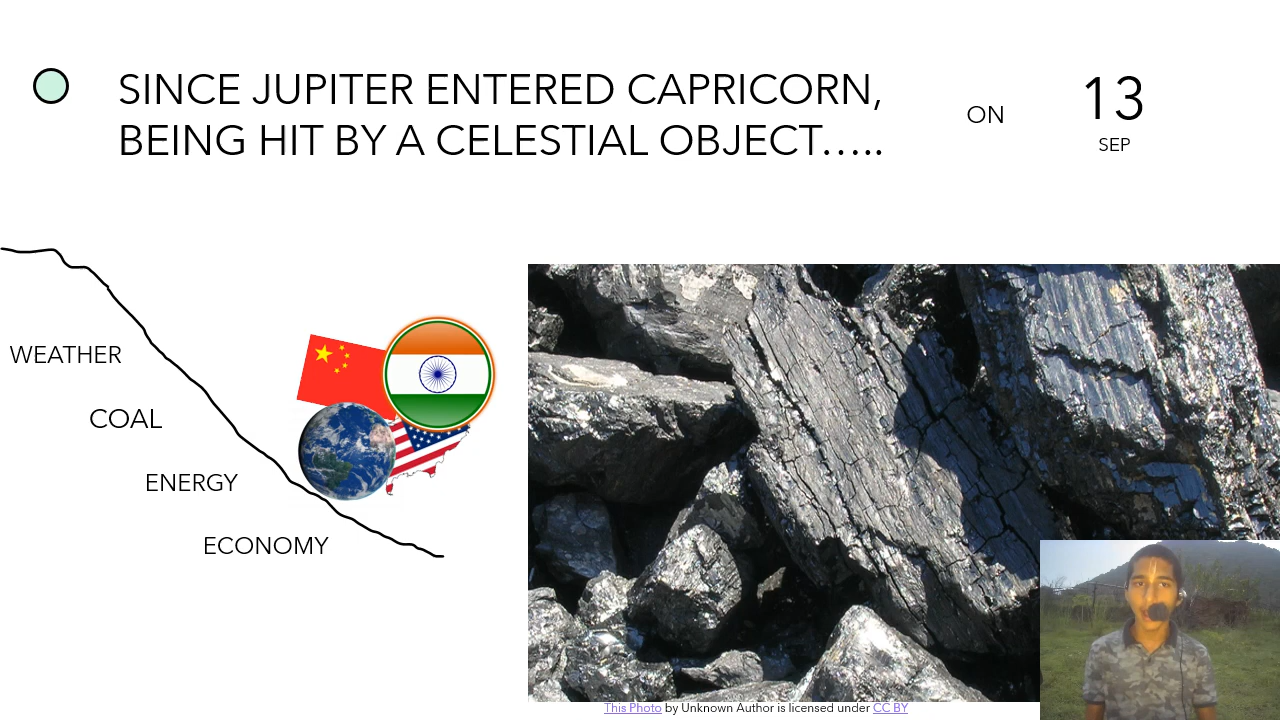 SINCE JUPITER ENTERED CAPRICORN,
BEING HIT BY A CELESTIAL OBJECT…..
ON
13
SEP
WEATHER
COAL
ENERGY
ECONOMY
This Photo by Unknown Author is licensed under CC BY